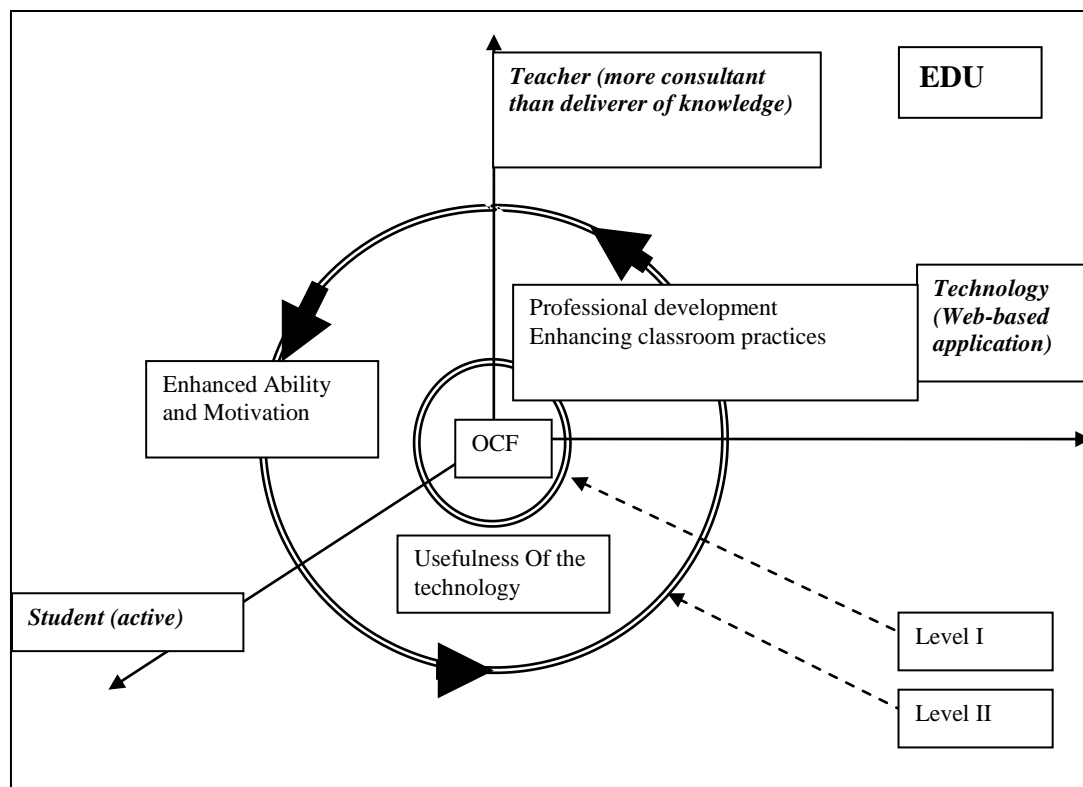 Teacher (more consultant
than deliverer of knowledge)
EDU
Technology
(Web-based
application)
Professional development
Enhancing classroom practices
Enhanced Ability
and Motivation
OCF
Usefulness Of the
technology
Student (active)
Level I
Level II